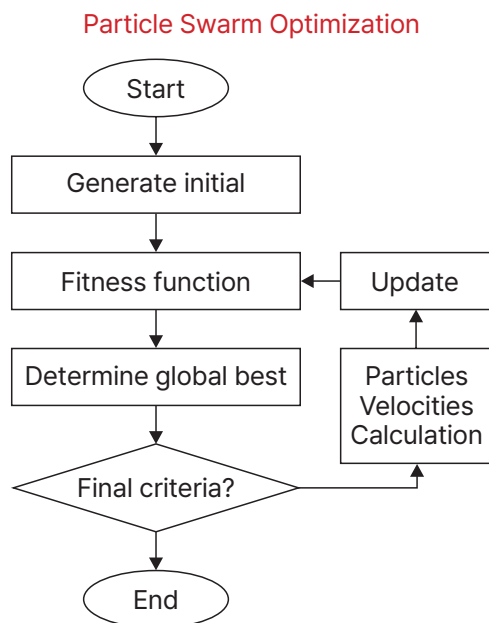 Particle Swarm Optimization
Start
Generate initial
Fitness function
Update
Determine global best
Particles
Velocities
Calculation
Final criteria?
End